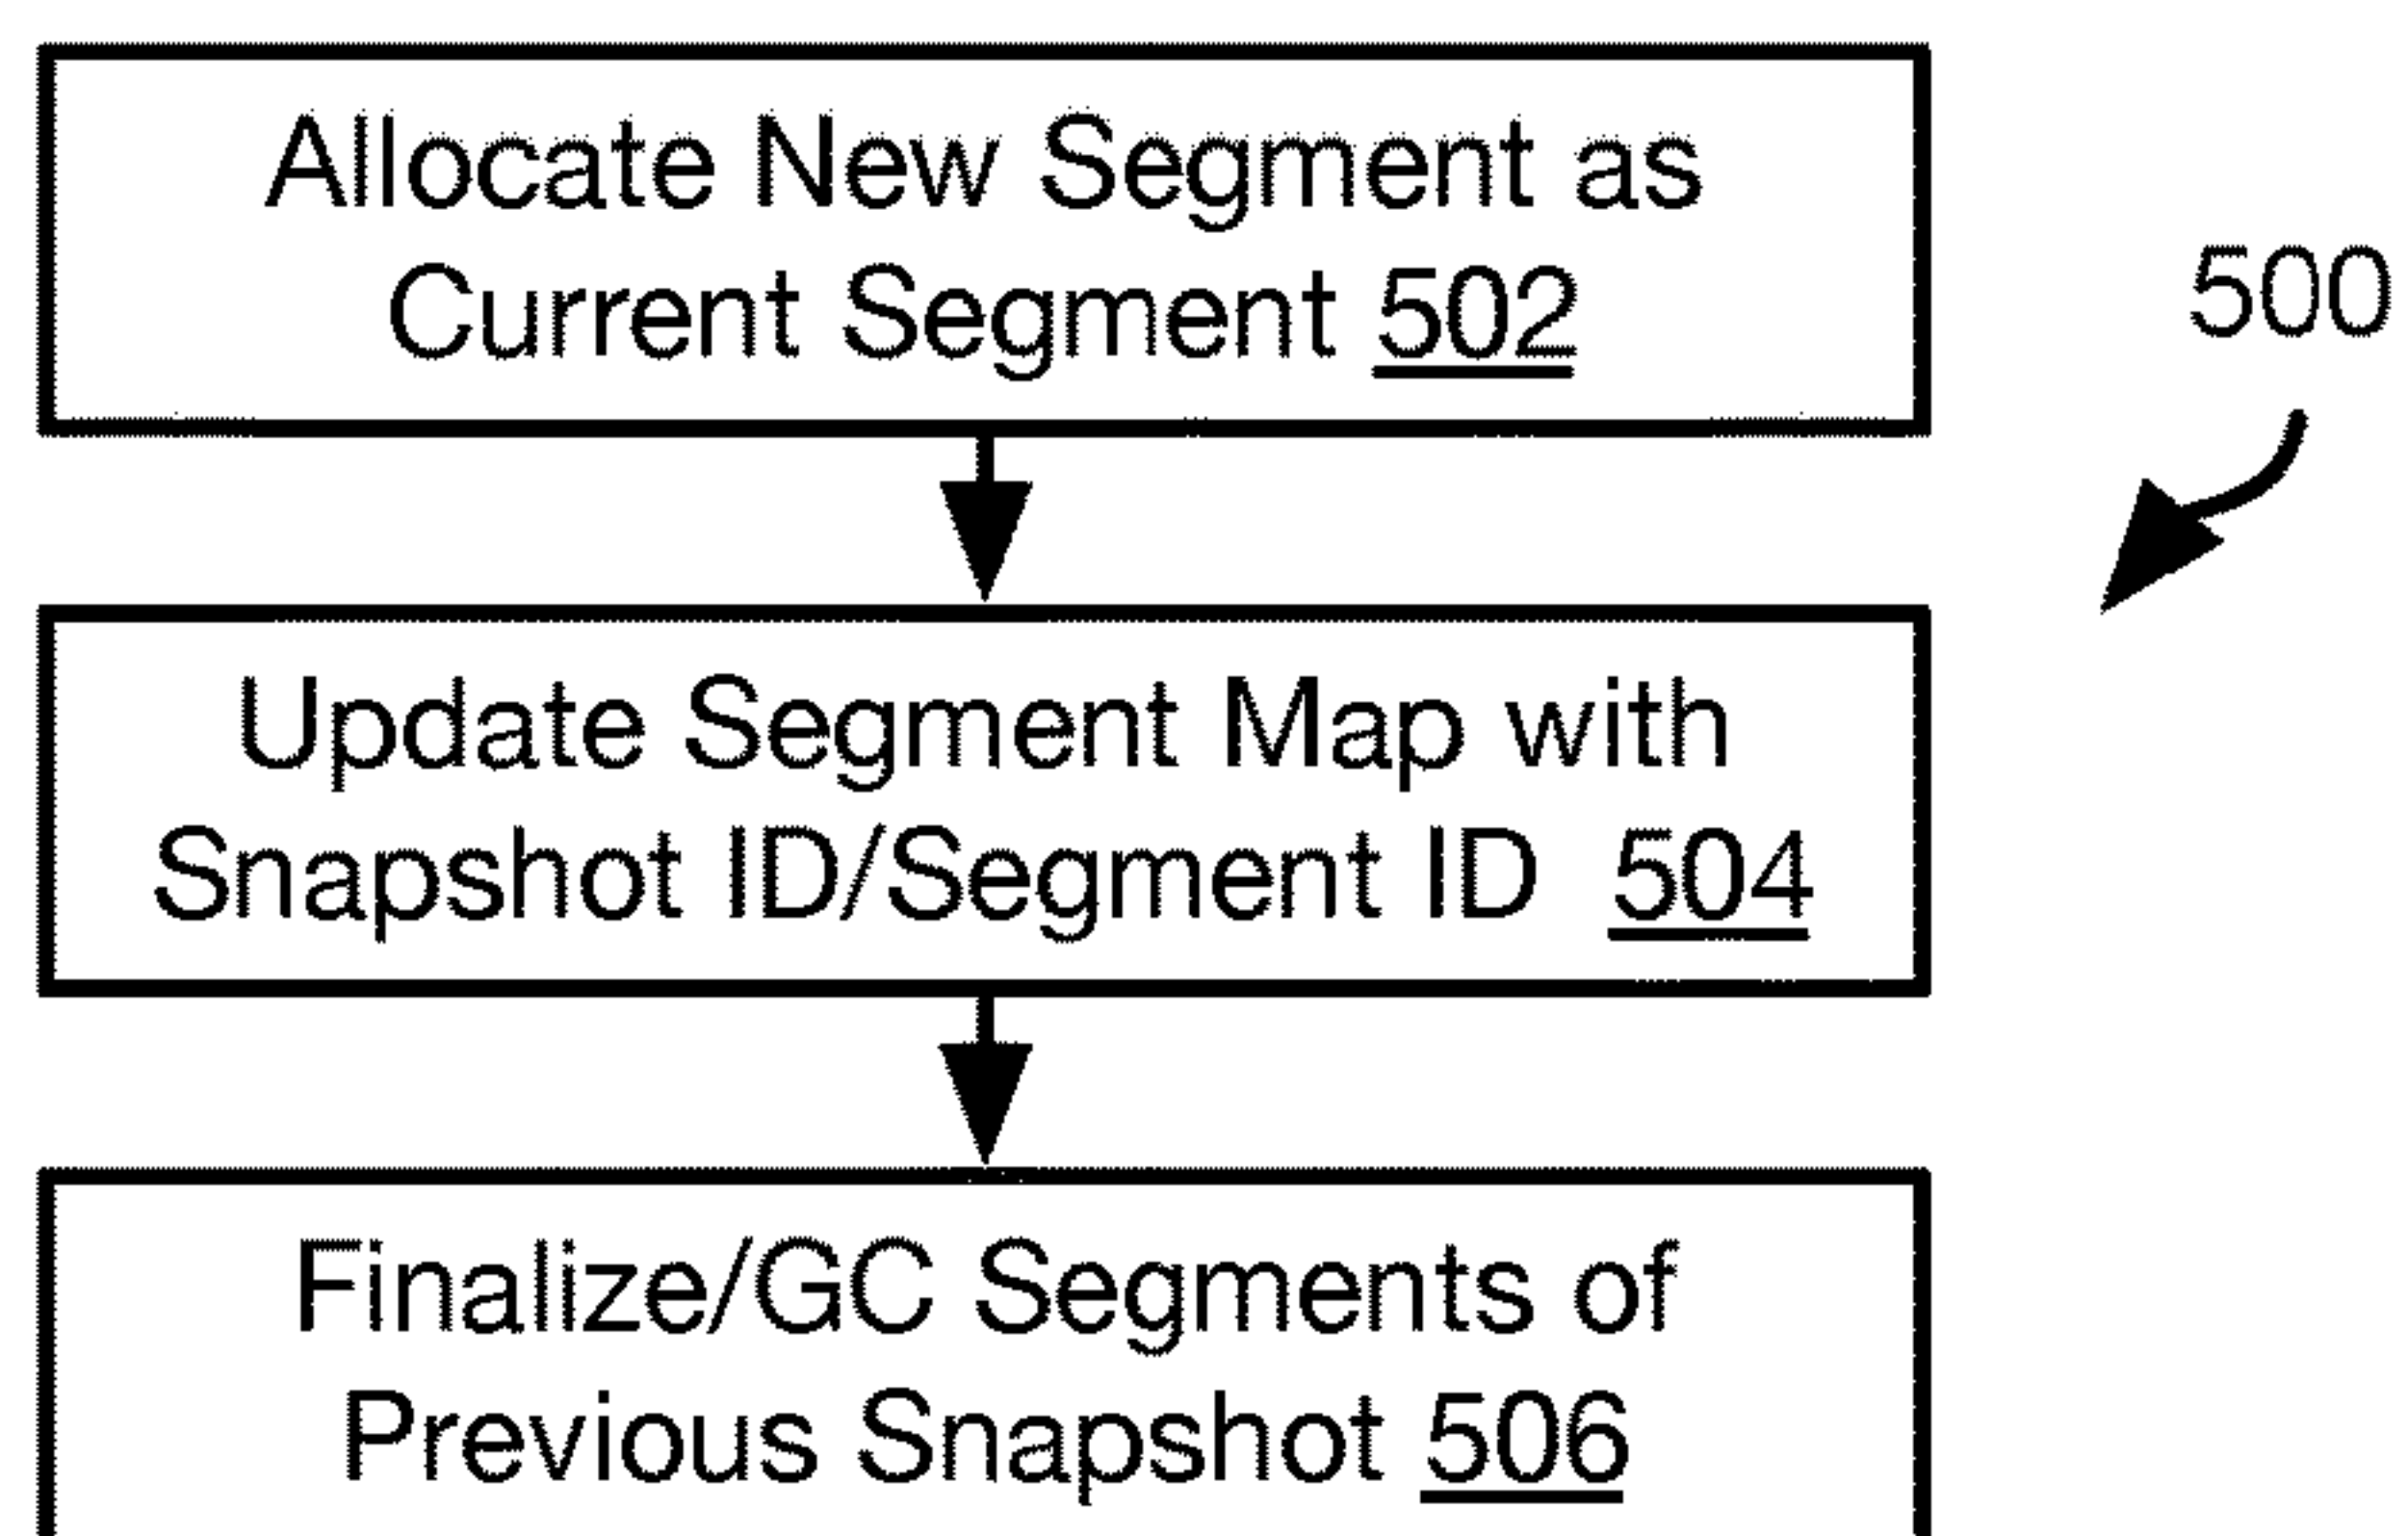 Allocate New Segment as
Current Segment 502
500
Update Segment Map with
Snapshot ID/Segment ID 504
Finalize/GC Segments of
Previous Snapshot 506